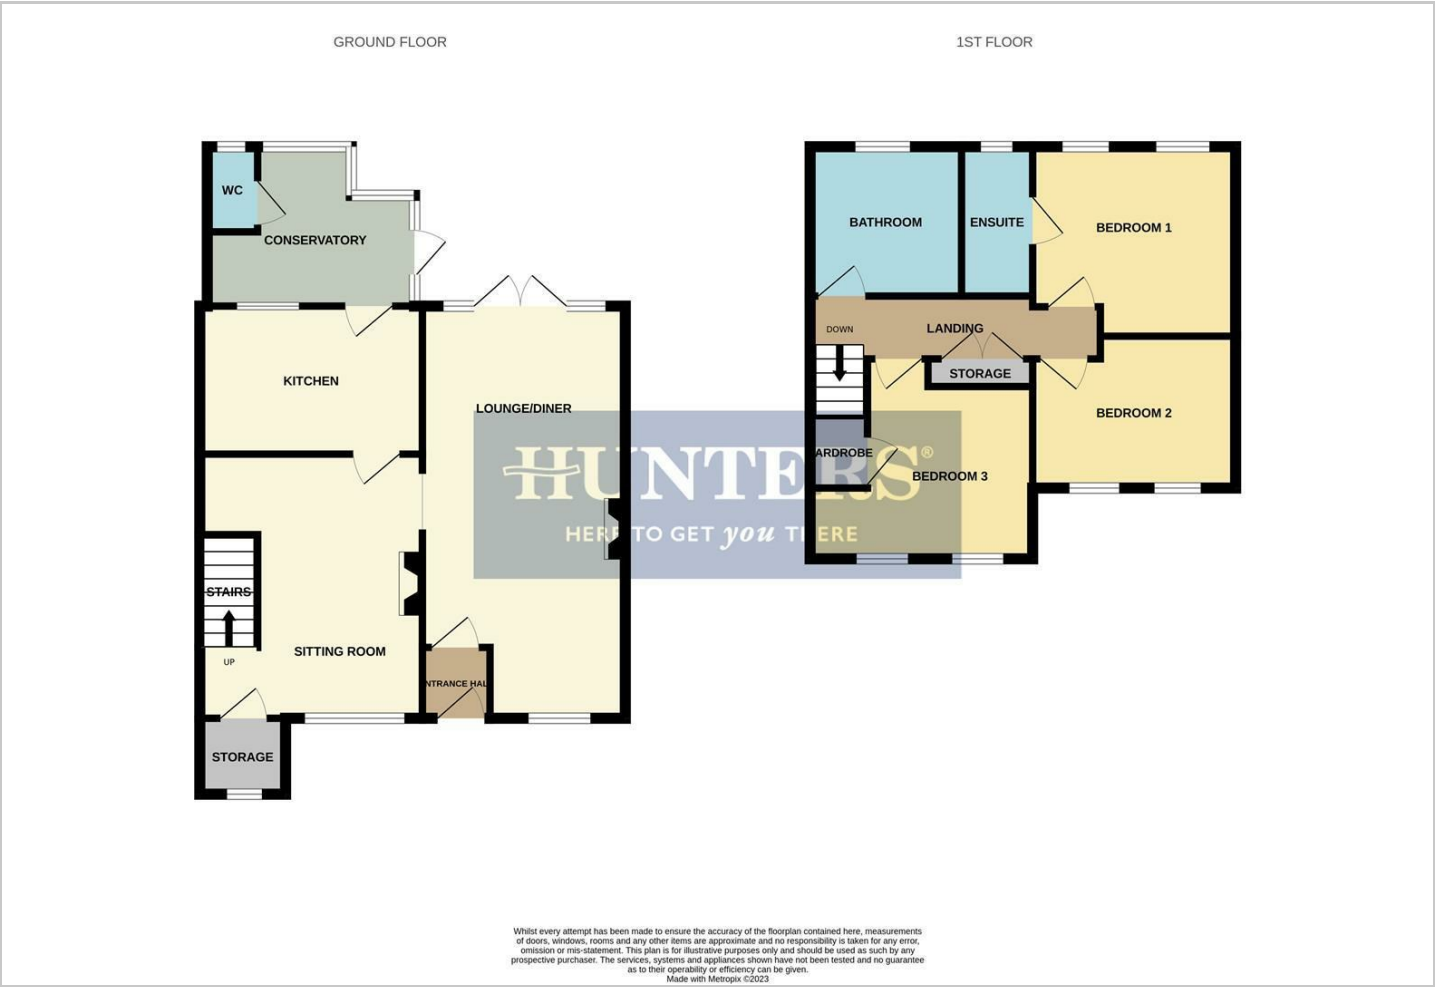 GROUND FLOOR
1ST FLOOR
WC
CONSERVATORY
KITCHEN
LOUNGE/DINER
STAIRS
UP
SITTING ROOM
NTRANCE HAL
STORAGE
BATHROOM
ENSUITE
BEDROOM 1
DOWN
LANDING
STORAGE
BEDROOM 2
ARDROBE
BEDROOM 3
HUNTERS®
HERE TO GET you THERE
Whilst every attempt has been made to ensure the accuracy of the floorplan contained here, measurements
of doors, windows, rooms and any other items are approximate and no responsibility is taken for any error,
omission or mis-statement. This plan is for illustrative purposes only and should be used as such by any
prospective purchaser. The services, systems and appliances shown have not been tested and no guarantee
as to their operability or efficiency can be given.
Made with Metropix ©2023